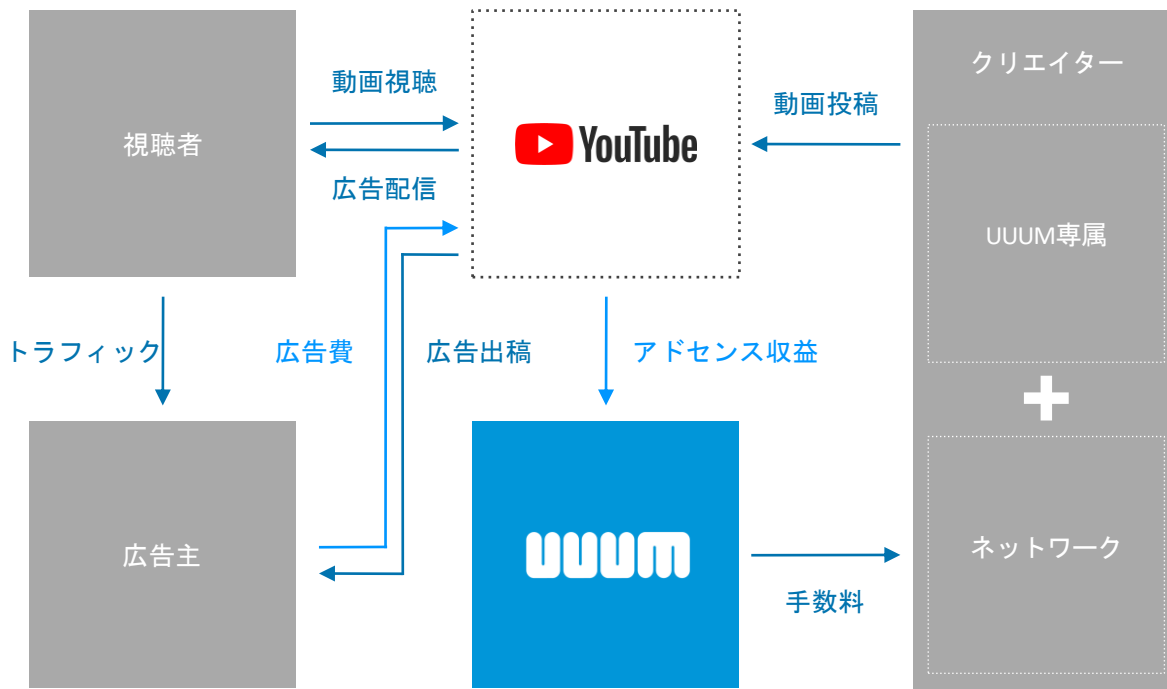 クリエイター
動画視聴
動画投稿
視聴者
YouTube
広告配信
UUUM専属
トラフィック
広告費
広告出稿
アドセンス収益
広告主
UUUM
ネットワーク
手数料